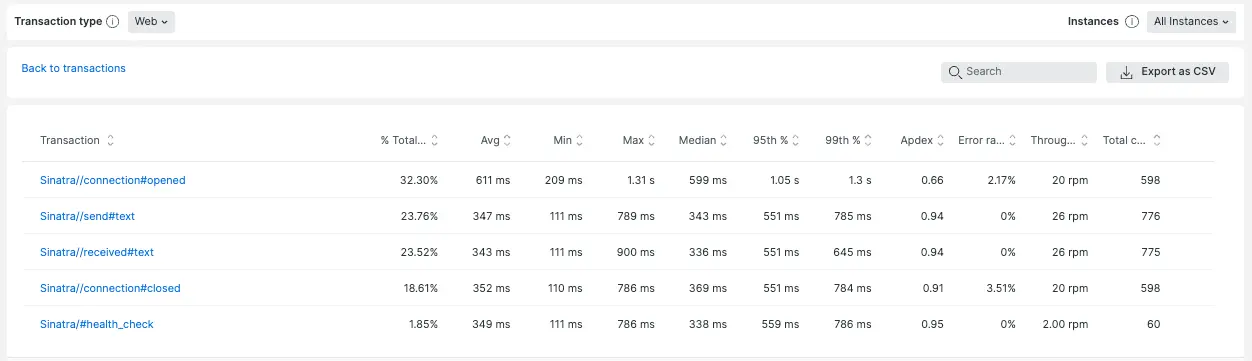 Transaction type Web Instances All Instances
Back to transactions Search Export as CSV
Transaction % Total... Avg Min Max Median 95th % 99th % Apdex Error ra... Throug... Total c...
Sinatra//connection#opened 32.30% 611 ms 209 ms 1.31 s 599 ms 1.05 s 1.3 s 0.66 2.17% 20 rpm 598
Sinatra//send#text 23.76% 347 ms 111 ms 789 ms 343 ms 551 ms 785 ms 0.94 0% 26 rpm 776
Sinatra//received#text 23.52% 343 ms 111 ms 900 ms 336 ms 551 ms 645 ms 0.94 0% 26 rpm 775
Sinatra//connection#closed 18.61% 352 ms 110 ms 786 ms 369 ms 551 ms 784 ms 0.91 3.51% 20 rpm 598
Sinatra/#health_check 1.85% 349 ms 111 ms 786 ms 338 ms 559 ms 786 ms 0.95 0% 2.00 rpm 60